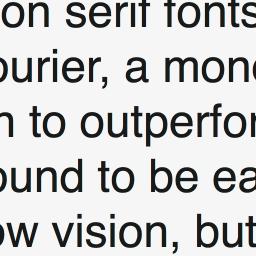 on serif fonts
ourier, a mono
n to outperfor
ound to be ea
ow vision, but